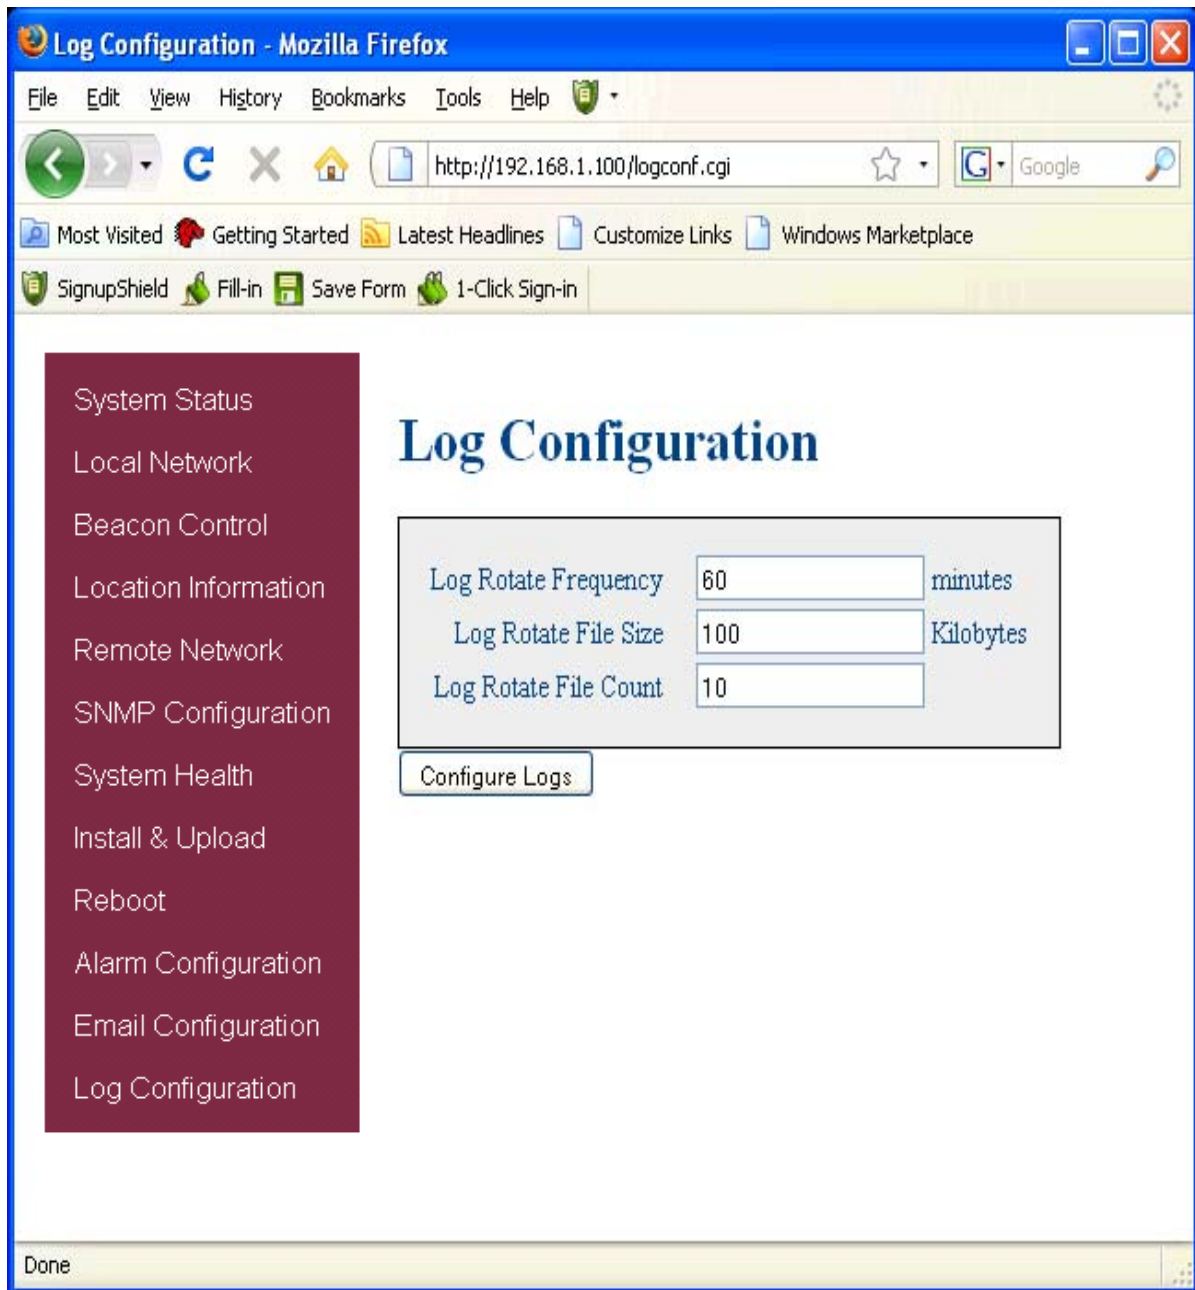 Log Configuration - Mozilla Firefox
File Edit View History Bookmarks Tools Help
http://192.168.1.100/logconf.cgi G Google
Most Visited Getting Started Latest Headlines Customize Links Windows Marketplace
SignupShield Fill-in Save Form 1-Click Sign-in
System Status
Local Network
Beacon Control
Location Information
Remote Network
SNMP Configuration
System Health
Install & Upload
Reboot
Alarm Configuration
Email Configuration
Log Configuration
Log Configuration
Log Rotate Frequency 60 minutes
Log Rotate File Size 100 Kilobytes
Log Rotate File Count 10
Configure Logs
Done